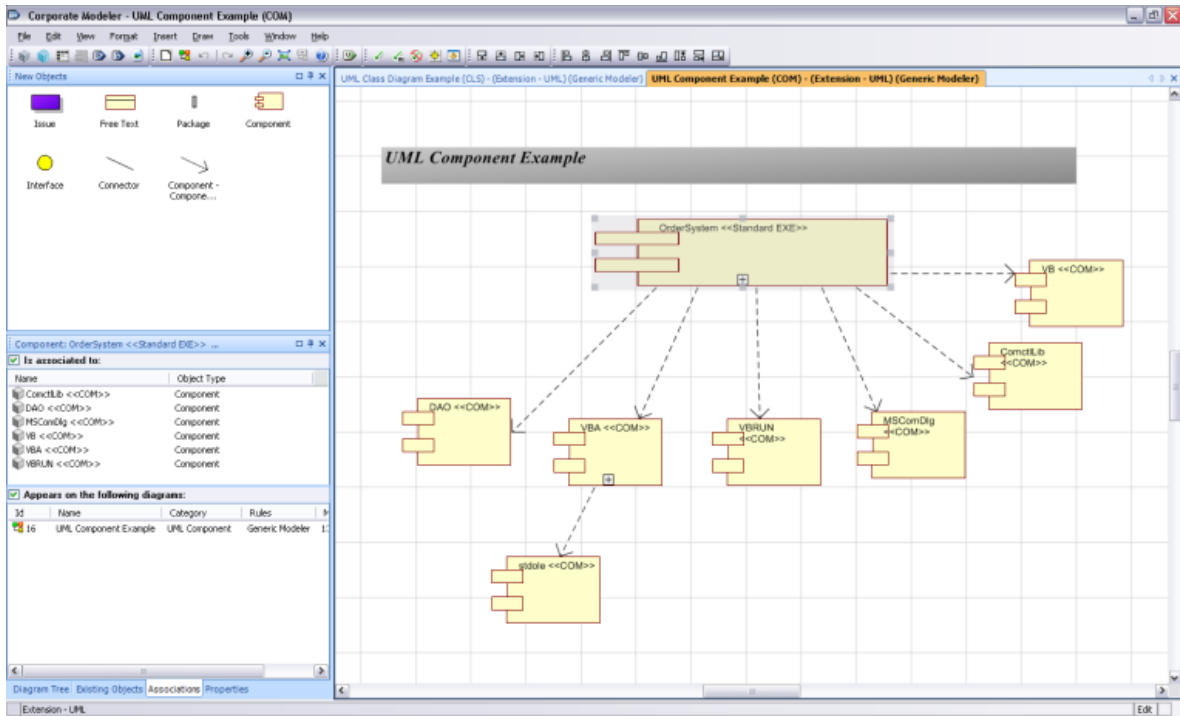 Corporate Modeler - UML Component Example (COM)
File Edit View Format Insert Draw Tools Window Help
New Objects
Issue Free Text Package Component
Interface Connector Component - Compone...
Component: OrderSystem <<Standard EXE>> ...
Is associated to:
Name Object Type
ComctlLib <<COM>> Component
DAO <<COM>> Component
MSComDlg <<COM>> Component
VB <<COM>> Component
VBA <<COM>> Component
VBRUN <<COM>> Component
Appears on the following diagrams:
Id Name Category Rules
16 UML Component Example UML Component Generic Modeler
Diagram Tree Existing Objects Associations Properties
Extension - UML
UML Class Diagram Example (CLS) - (Extension - UML) (Generic Modeler) UML Component Example (COM) - (Extension - UML) (Generic Modeler)
UML Component Example
OrderSystem <<Standard EXE>>
VB <<COM>>
ComctlLib
<<COM>>
DAO <<COM>>
VBA <<COM>>
VBRUN
<<COM>>
MSComDlg
<<COM>>
stdole <<COM>>
Edit